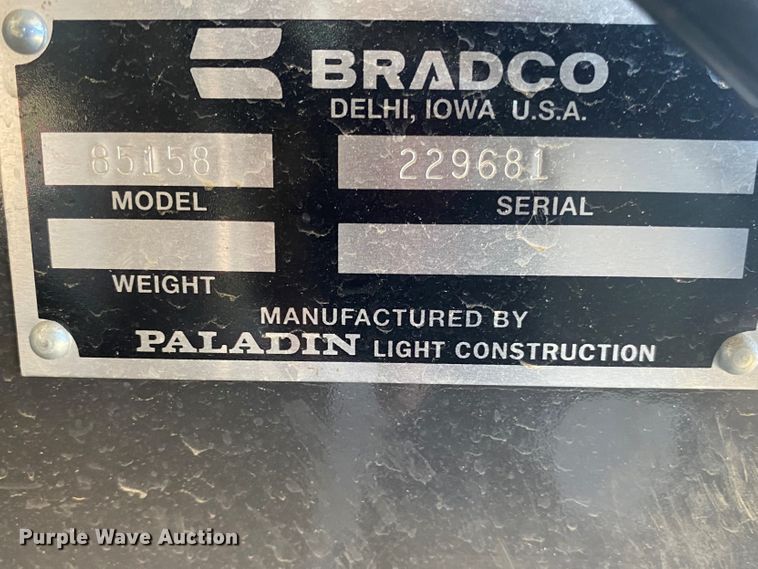 BRADCO
DELHI, IOWA U.S.A.
85158 229681
MODEL SERIAL
WEIGHT
MANUFACTURED BY
PALADIN LIGHT CONSTRUCTION
Purple Wave Auction